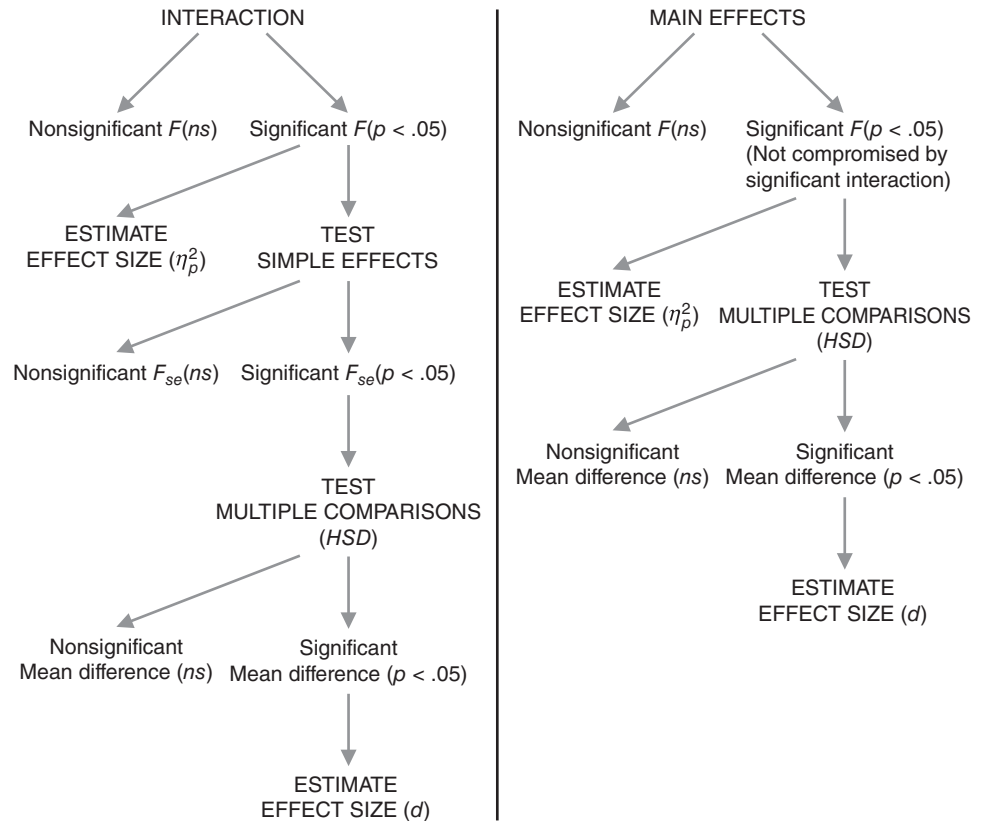 INTERACTION
Nonsignificant F(ns)
Significant F(p < .05)
ESTIMATE
EFFECT SIZE (η²ₚ)
TEST
SIMPLE EFFECTS
Nonsignificant Fse(ns)
Significant Fse(p < .05)
TEST
MULTIPLE COMPARISONS
(HSD)
Nonsignificant
Mean difference (ns)
Significant
Mean difference (p < .05)
ESTIMATE
EFFECT SIZE (d)
MAIN EFFECTS
Nonsignificant F(ns)
Significant F(p < .05)
(Not compromised by
significant interaction)
ESTIMATE
EFFECT SIZE (η²ₚ)
TEST
MULTIPLE COMPARISONS
(HSD)
Nonsignificant
Mean difference (ns)
Significant
Mean difference (p < .05)
ESTIMATE
EFFECT SIZE (d)